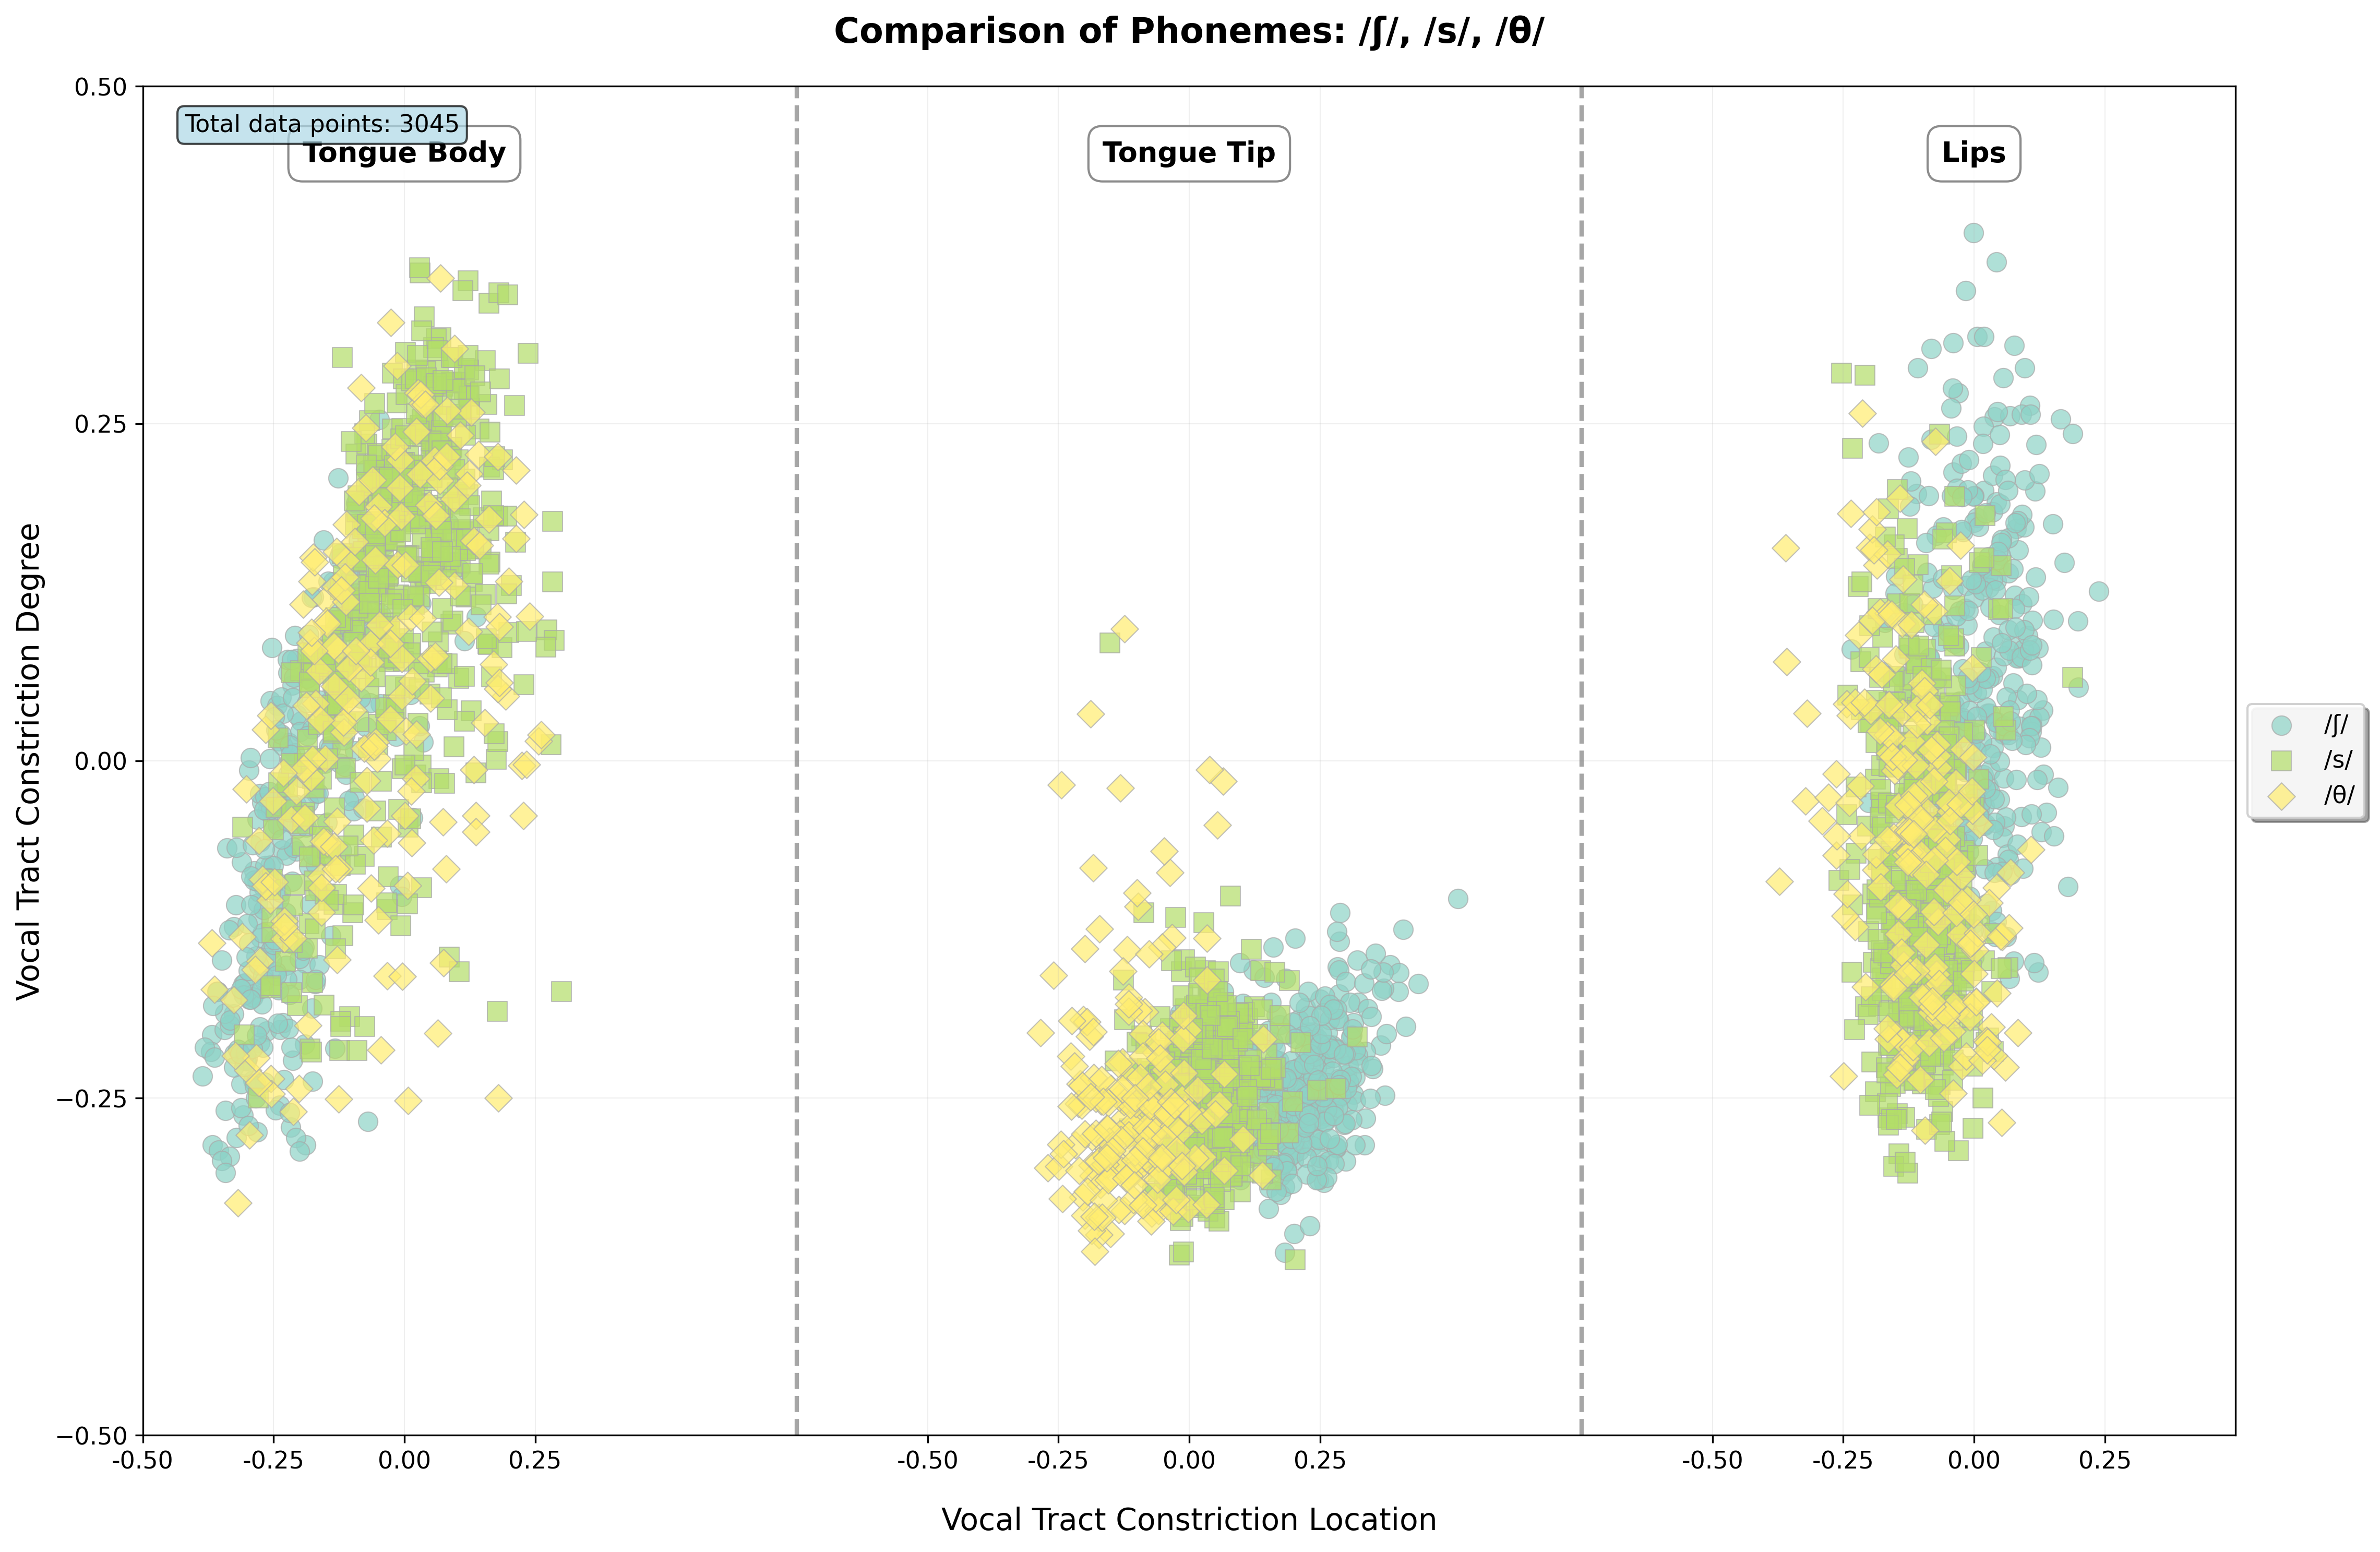 Comparison of Phonemes: /ʃ/, /s/, /θ/
Total data points: 3045
Tongue Body
Tongue Tip
Lips
0.50
0.25
0.00
−0.25
−0.50
Vocal Tract Constriction Degree
-0.50 -0.25 0.00 0.25 -0.50 -0.25 0.00 0.25 -0.50 -0.25 0.00 0.25
Vocal Tract Constriction Location
/ʃ/
/s/
/θ/